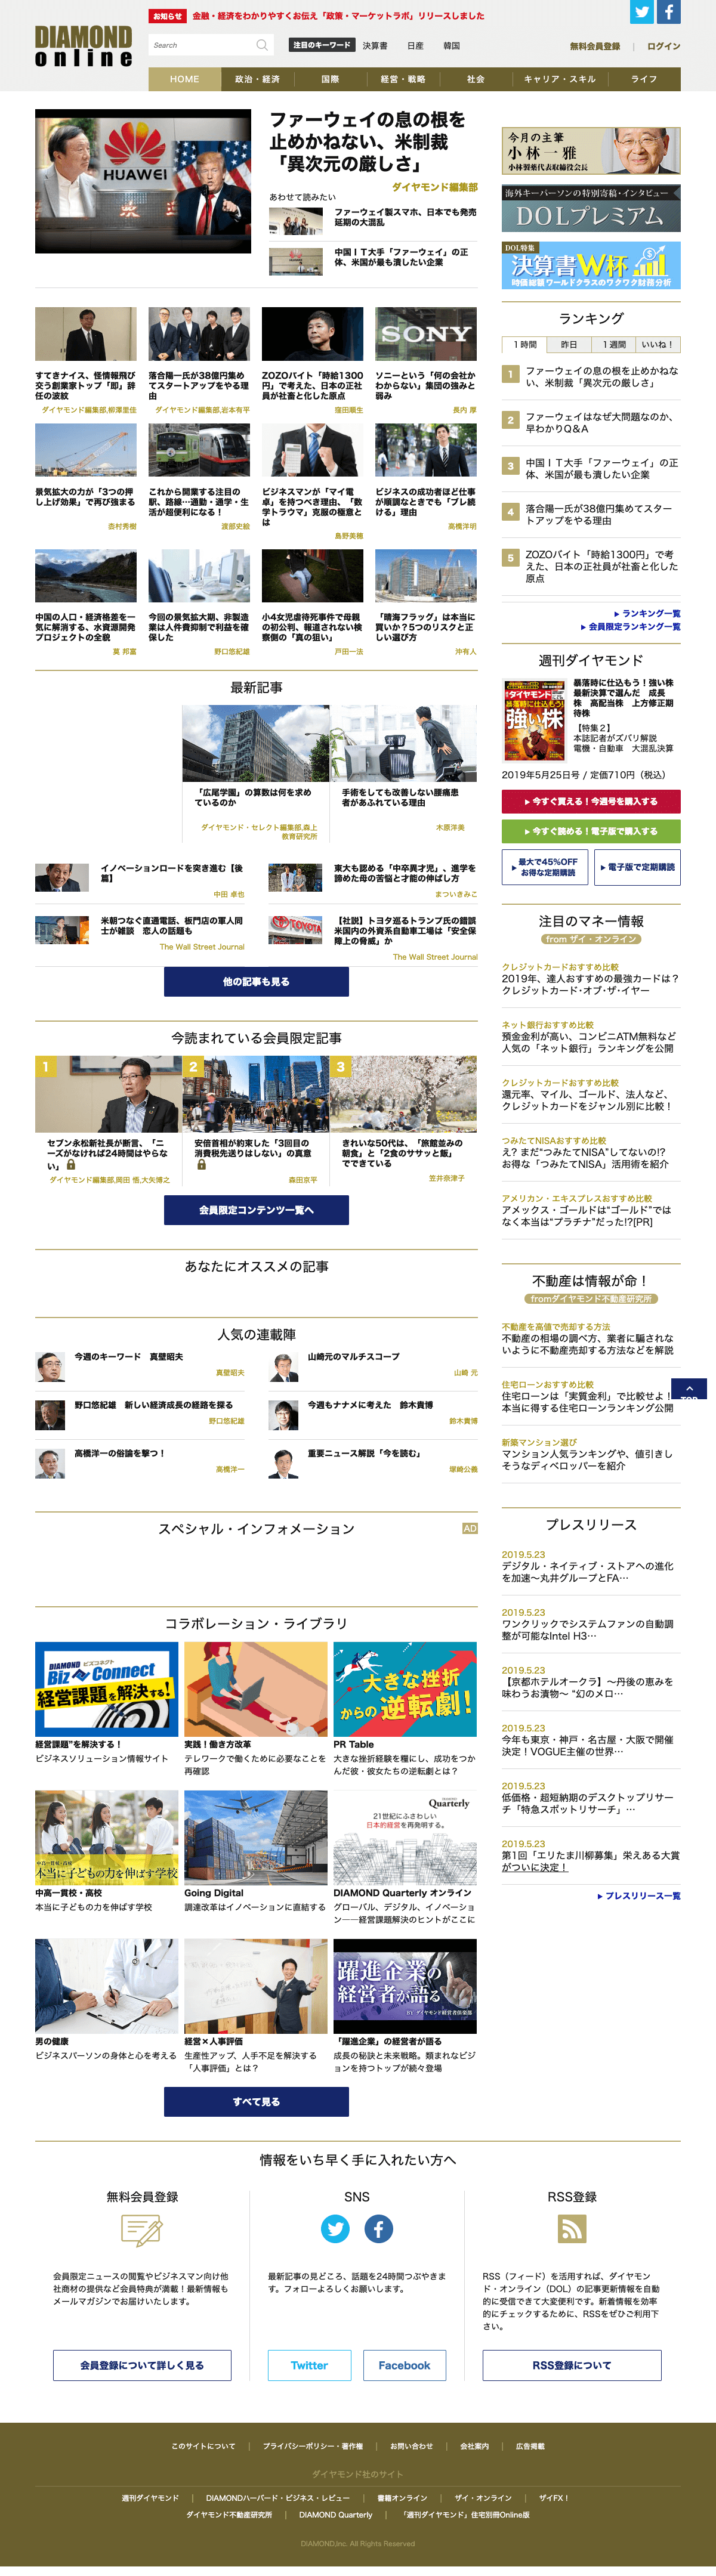 お知らせ 金融・経済をわかりやすくお伝え「政策・マーケットラボ」リリースしました
DIAMOND
online
Search
注目のキーワード 決算書 日産 韓国
無料会員登録 | ログイン
HOME 政治・経済 国際 経営・戦略 社会 キャリア・スキル ライフ
HUAWEI
ファーウェイの息の根を
止めかねない、米制裁
「異次元の厳しさ」
ダイヤモンド編集部
あわせて読みたい
ファーウェイ製スマホ、日本でも発売
延期の大混乱
中国ＩＴ大手「ファーウェイ」の正
体、米国が最も潰したい企業
SONY
すてきナイス、怪情報飛び
交う創業家トップ「即」辞
任の波紋
ダイヤモンド編集部,柳澤里佳
落合陽一氏が38億円集め
てスタートアップをやる理
由
ダイヤモンド編集部,岩本有平
ZOZOバイト「時給1300
円」で考えた、日本の正社
員が社畜と化した原点
窪田順生
ソニーという「何の会社か
わからない」集団の強みと
弱み
長内 厚
景気拡大の力が「3つの押
し上げ効果」で再び強まる
呑村秀樹
これから開業する注目の
駅、路線…通勤・通学・生
活が超便利になる！
渡部史絵
ビジネスマンが「マイ電
卓」を持つべき理由、「数
学トラウマ」克服の極意と
は
島野美穂
ビジネスの成功者ほど仕事
が順調なときでも「プレ続
ける」理由
高橋洋明
中国の人口・経済格差を一
気に解消する、水資源開発
プロジェクトの全貌
莫 邦富
今回の景気拡大期、非製造
業は人件費抑制で利益を確
保した
野口悠紀雄
小4女児虐待死事件で母親
の初公判、報道されない検
察側の「真の狙い」
戸田一法
「晴海フラッグ」は本当に
買いか？5つのリスクと正
しい選び方
沖有人
最新記事
「広尾学園」の算数は何を求め
ているのか
ダイヤモンド・セレクト編集部,森上
教育研究所
手術をしても改善しない腰痛患
者があふれている理由
木原洋美
イノベーションロードを突き進む【後
篇】
中田 卓也
東大も認める「中卒異才児」、進学を
諦めた母の苦悩と才能の伸ばし方
まついきみこ
米朝つなぐ直通電話、板門店の軍人同
士が雑談　恋人の話題も
The Wall Street Journal
TOYOTA
【社説】トヨタ巡るトランプ氏の錯誤
米国内の外資系自動車工場は「安全保
障上の脅威」か
The Wall Street Journal
他の記事も見る
今読まれている会員限定記事
1
2
3
セブン永松新社長が断言、「ニ
ーズがなければ24時間はやらな
い」
ダイヤモンド編集部,岡田 悟,大矢博之
安倍首相が約束した「3回目の
消費税先送りはしない」の真意
森田京平
きれいな50代は、「旅館並みの
朝食」と「2食のササッと飯」
でできている
笠井奈津子
会員限定コンテンツ一覧へ
あなたにオススメの記事
人気の連載陣
今週のキーワード　真壁昭夫
真壁昭夫
山崎元のマルチスコープ
山崎 元
野口悠紀雄　新しい経済成長の経路を探る
野口悠紀雄
今週もナナメに考えた　鈴木貴博
鈴木貴博
高橋洋一の俗論を撃つ！
高橋洋一
重要ニュース解説「今を読む」
塚崎公義
スペシャル・インフォメーション
AD
コラボレーション・ライブラリ
DIAMOND ビズコネクト
Biz Connect
経営課題を解決する!
経営課題”を解決する！
ビジネスソリューション情報サイト
実践！働き方改革
テレワークで働くために必要なことを
再確認
大きな挫折
からの逆転劇!
PR Table
大きな挫折経験を糧にし、成功をつか
んだ彼・彼女たちの逆転劇とは？
中高一貫校・高校
本当に子どもの力を伸ばす学校
中高一貫校・高校
本当に子どもの力を伸ばす学校
Going Digital
調達改革はイノベーションに直結する
Quarterly
21世紀にふさわしい
日本的経営を再発明する。
DIAMOND Quarterly オンライン
グローバル、デジタル、イノベーショ
ン――経営課題解決のヒントがここに
男の健康
ビジネスパーソンの身体と心を考える
経営×人事評価
生産性アップ、人手不足を解決する
「人事評価」とは？
躍進企業の
経営者が語る
BY ダイヤモンド経営者倶楽部
「躍進企業」の経営者が語る
成長の秘訣と未来戦略。類まれなビジ
ョンを持つトップが続々登場
すべて見る
今月の主筆
小林一雅
小林製薬代表取締役会長
海外キーパーソンの特別寄稿・インタビュー
DOLプレミアム
DOL特集
決算書W杯
時価総額ワールドクラスのワクワク財務分析
ランキング
１時間 昨日 １週間 いいね！
1 ファーウェイの息の根を止めかねな
い、米制裁「異次元の厳しさ」
2 ファーウェイはなぜ大問題なのか、
早わかりＱ＆Ａ
3 中国ＩＴ大手「ファーウェイ」の正
体、米国が最も潰したい企業
4 落合陽一氏が38億円集めてスター
トアップをやる理由
5 ZOZOバイト「時給1300円」で考
えた、日本の正社員が社畜と化した
原点
ランキング一覧
会員限定ランキング一覧
週刊ダイヤモンド
ダイヤモンド
暴落時に仕込もう!
強い株
暴落時に仕込もう！強い株
最新決算で選んだ　成長
株　高配当株　上方修正期
待株
【特集２】
本誌記者がズバリ解説
電機・自動車　大混乱決算
2019年5月25日号 / 定価710円（税込）
今すぐ買える！今週号を購入する
今すぐ読める！電子版で購入する
最大で45%OFF
お得な定期購読
電子版で定期購読
注目のマネー情報
from ザイ・オンライン
クレジットカードおすすめ比較
2019年、達人おすすめの最強カードは？
クレジットカード･オブ･ザ･イヤー
ネット銀行おすすめ比較
預金金利が高い、コンビニATM無料など
人気の「ネット銀行」ランキングを公開
クレジットカードおすすめ比較
還元率、マイル、ゴールド、法人など、
クレジットカードをジャンル別に比較！
つみたてNISAおすすめ比較
え? まだ“つみたてNISA”してないの!?
お得な「つみたてNISA」活用術を紹介
アメリカン・エキスプレスおすすめ比較
アメックス・ゴールドは“ゴールド”では
なく本当は“プラチナ”だった!?[PR]
不動産は情報が命！
fromダイヤモンド不動産研究所
不動産を高値で売却する方法
不動産の相場の調べ方、業者に騙されな
いように不動産売却する方法などを解説
住宅ローンおすすめ比較
住宅ローンは「実質金利」で比較せよ！
本当に得する住宅ローンランキング公開
新築マンション選び
マンション人気ランキングや、値引きし
そうなディベロッパーを紹介
TOP
プレスリリース
2019.5.23
デジタル・ネイティブ・ストアへの進化
を加速～丸井グループとFA…
2019.5.23
ワンクリックでシステムファンの自動調
整が可能なIntel H3…
2019.5.23
【京都ホテルオークラ】～丹後の恵みを
味わうお漬物～ “幻のメロ…
2019.5.23
今年も東京・神戸・名古屋・大阪で開催
決定！VOGUE主催の世界…
2019.5.23
低価格・超短納期のデスクトップリサー
チ「特急スポットリサーチ」…
2019.5.23
第1回「エリたま川柳募集」栄えある大賞
がついに決定！
プレスリリース一覧
情報をいち早く手に入れたい方へ
無料会員登録
会員限定ニュースの閲覧やビジネスマン向け他
社商材の提供など会員特典が満載！最新情報も
メールマガジンでお届けいたします。
会員登録について詳しく見る
SNS
最新記事の見どころ、話題を24時間つぶやきま
す。フォローよろしくお願いします。
Twitter
Facebook
RSS登録
RSS（フィード）を活用すれば、ダイヤモン
ド・オンライン（DOL）の記事更新情報を自動
的に受信できて大変便利です。新着情報を効率
的にチェックするために、RSSをぜひご利用下
さい。
RSS登録について
このサイトについて | プライバシーポリシー・著作権 | お問い合わせ | 会社案内 | 広告掲載
ダイヤモンド社のサイト
週刊ダイヤモンド | DIAMONDハーバード・ビジネス・レビュー | 書籍オンライン | ザイ・オンライン | ザイFX！
ダイヤモンド不動産研究所 | DIAMOND Quarterly | 「週刊ダイヤモンド」住宅別冊Online版
DIAMOND,Inc. All Rights Reserved